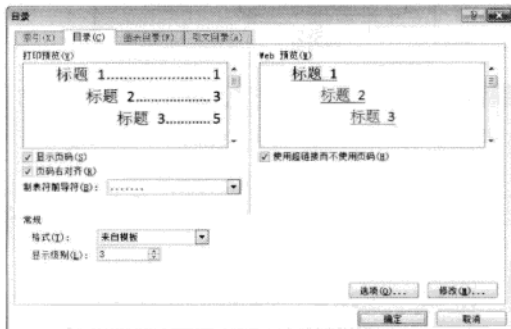 目录
索引(X) 目录(C) 图表目录(F) 引文目录(A)
打印预览(V)
标题 1..........................1
标题 2....................3
标题 3.............5
Web 预览(W)
标题 1
标题 2
标题 3
显示页码(S)
页码右对齐(R)
使用超链接而不使用页码(H)
制表符前导符(B): .......
常规
格式(T): 来自模板
显示级别(L): 3
选项(O)... 修改(M)...
确定 取消